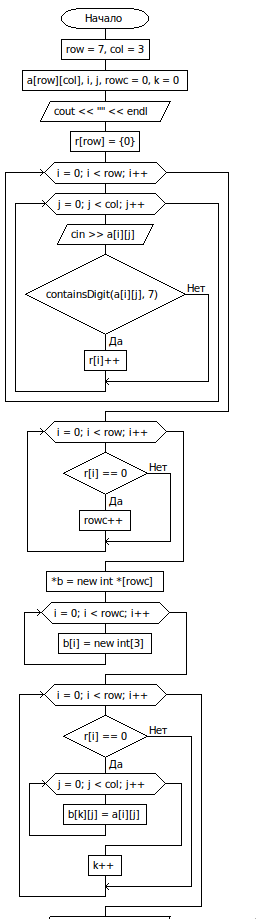 Начало
row = 7, col = 3
a[row][col], i, j, rowc = 0, k = 0
cout << "" << endl
r[row] = {0}
i = 0; i < row; i++
j = 0; j < col; j++
cin >> a[i][j]
containsDigit(a[i][j], 7)
Нет
Да
r[i]++
i = 0; i < row; i++
r[i] == 0
Нет
Да
rowc++
*b = new int *[rowc]
i = 0; i < rowc; i++
b[i] = new int[3]
i = 0; i < row; i++
r[i] == 0
Нет
Да
j = 0; j < col; j++
b[k][j] = a[i][j]
k++